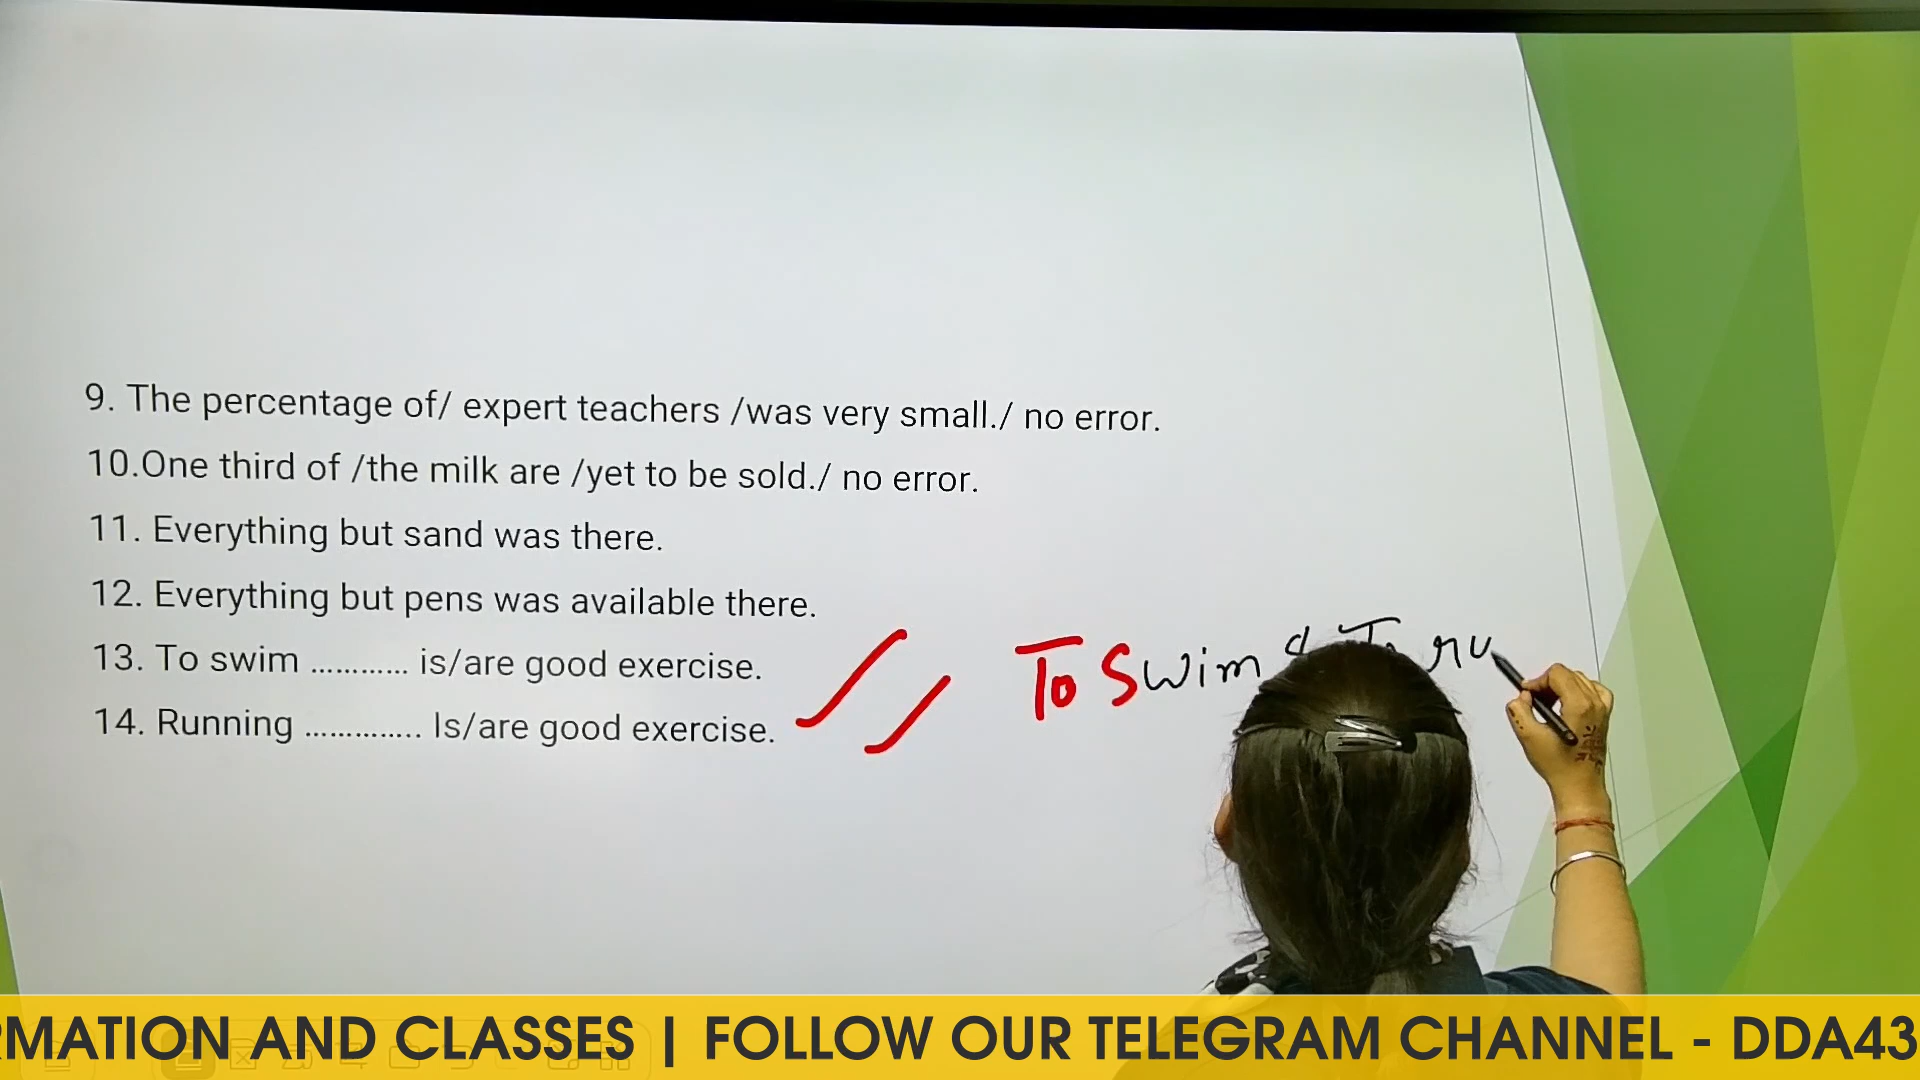 9. The percentage of/ expert teachers /was very small./ no error.
10.One third of /the milk are /yet to be sold./ no error.
11. Everything but sand was there.
12. Everything but pens was available there.
13. To swim ............ is/are good exercise.
14. Running .............. Is/are good exercise.
To Swim & To ru
RMATION AND CLASSES | FOLLOW OUR TELEGRAM CHANNEL - DDA43